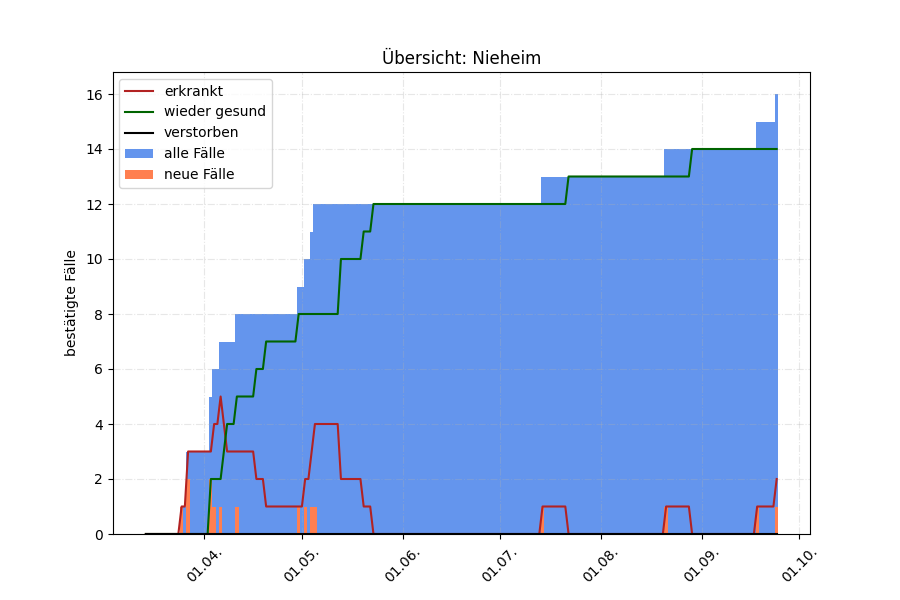 Übersicht: Nieheim
erkrankt
wieder gesund
verstorben
alle Fälle
neue Fälle
bestätigte Fälle
16
14
12
10
8
6
4
2
0
01.04.
01.05.
01.06.
01.07.
01.08.
01.09.
01.10.